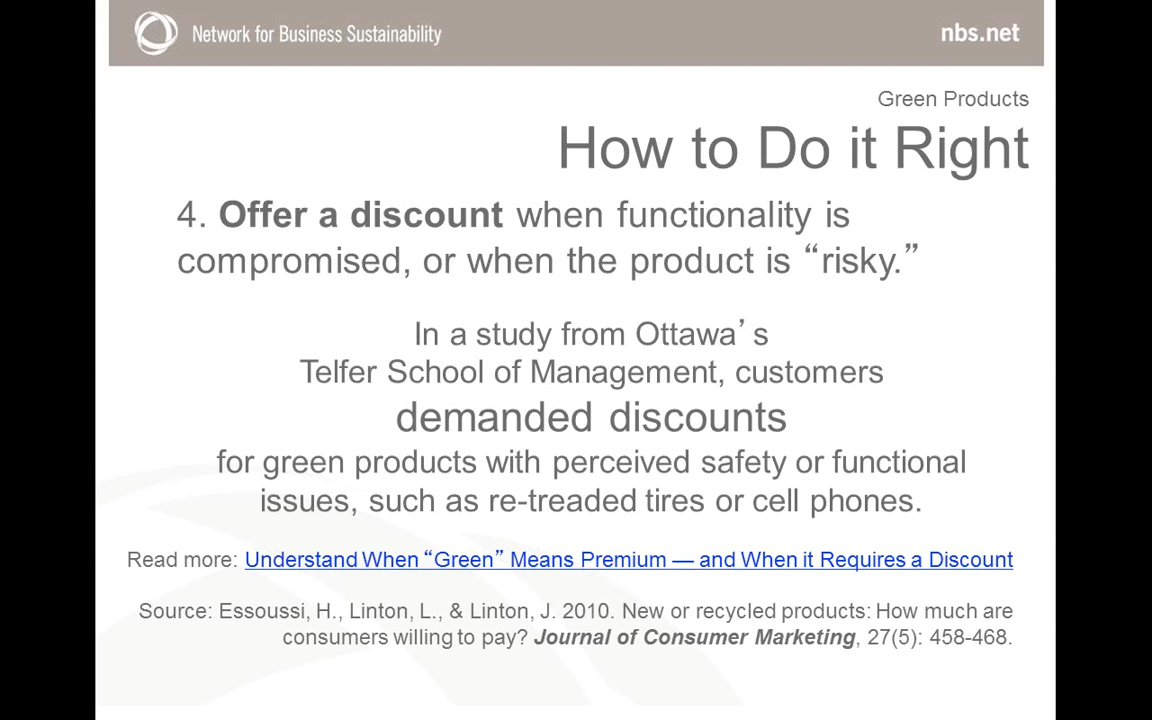 Network for Business Sustainability
nbs.net
Green Products
How to Do it Right
4. Offer a discount when functionality is
compromised, or when the product is “risky.”
In a study from Ottawa’s
Telfer School of Management, customers
demanded discounts
for green products with perceived safety or functional
issues, such as re-treaded tires or cell phones.
Read more: Understand When “Green” Means Premium — and When it Requires a Discount
Source: Essoussi, H., Linton, L., & Linton, J. 2010. New or recycled products: How much are
consumers willing to pay? Journal of Consumer Marketing, 27(5): 458-468.